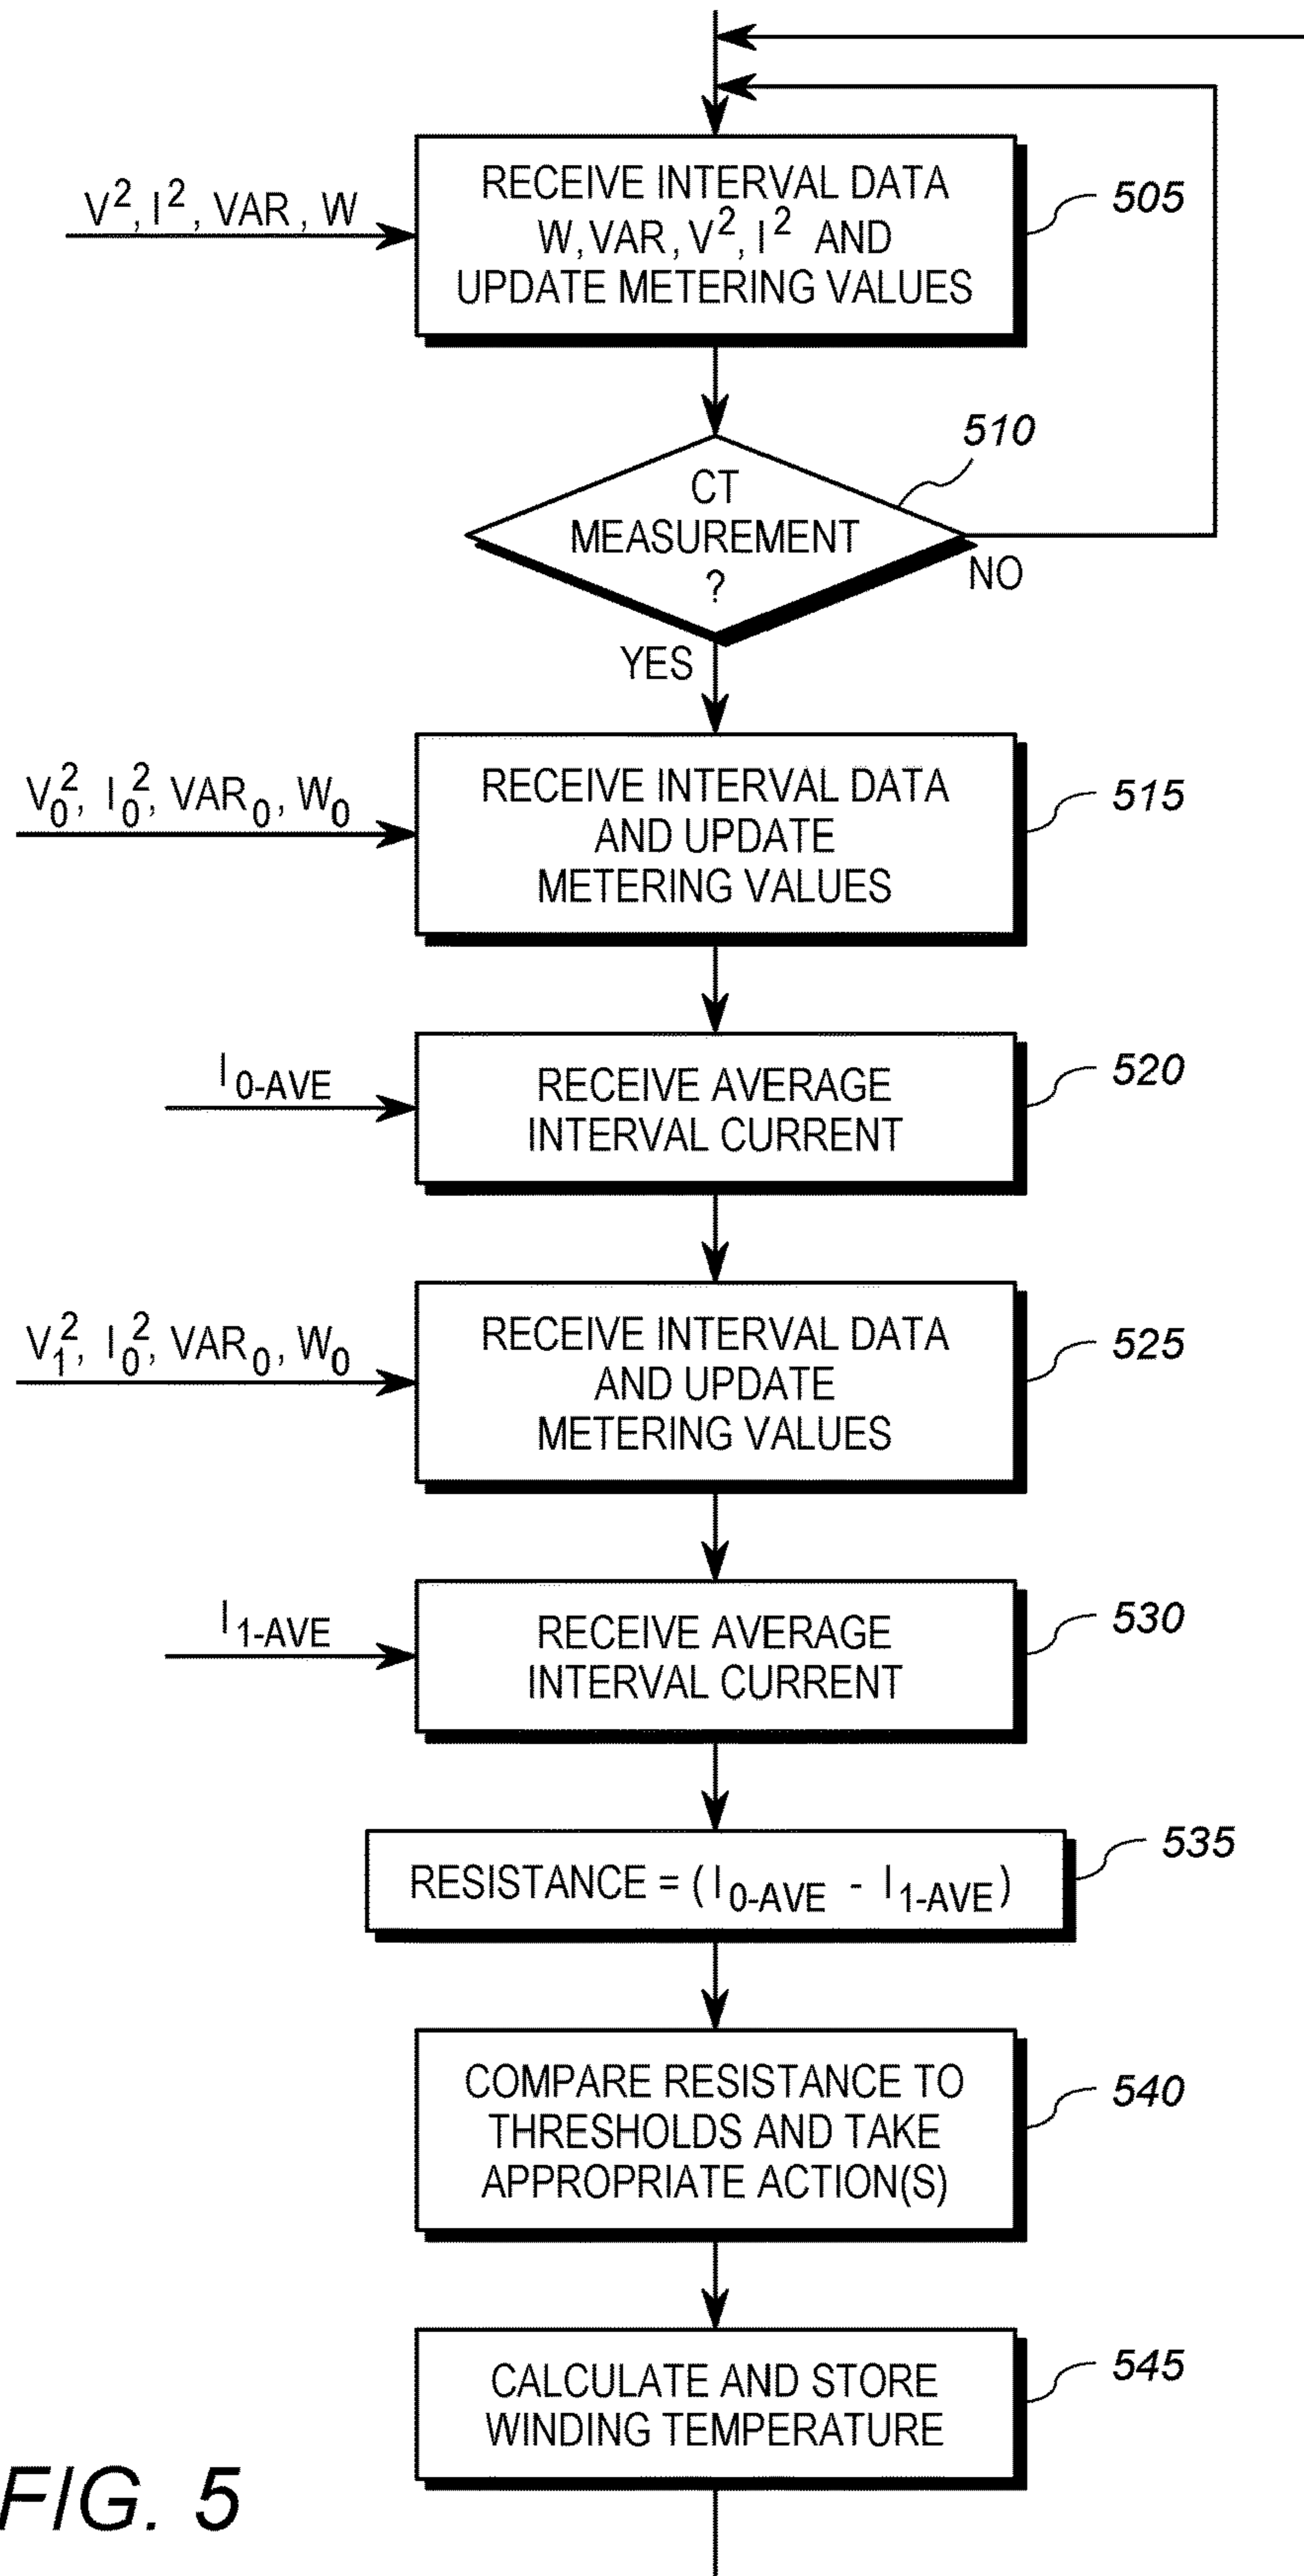 RECEIVE INTERVAL DATA
W, VAR, V², I² AND
UPDATE METERING VALUES
V², I², VAR, W
505
CT
MEASUREMENT
?
510
NO
YES
V₀², I₀², VAR₀, W₀
RECEIVE INTERVAL DATA
AND UPDATE
METERING VALUES
515
I₀-AVE
RECEIVE AVERAGE
INTERVAL CURRENT
520
V₁², I₀², VAR₀, W₀
RECEIVE INTERVAL DATA
AND UPDATE
METERING VALUES
525
I₁-AVE
RECEIVE AVERAGE
INTERVAL CURRENT
530
RESISTANCE = (I₀-AVE - I₁-AVE)
535
COMPARE RESISTANCE TO
THRESHOLDS AND TAKE
APPROPRIATE ACTION(S)
540
CALCULATE AND STORE
WINDING TEMPERATURE
545
FIG. 5